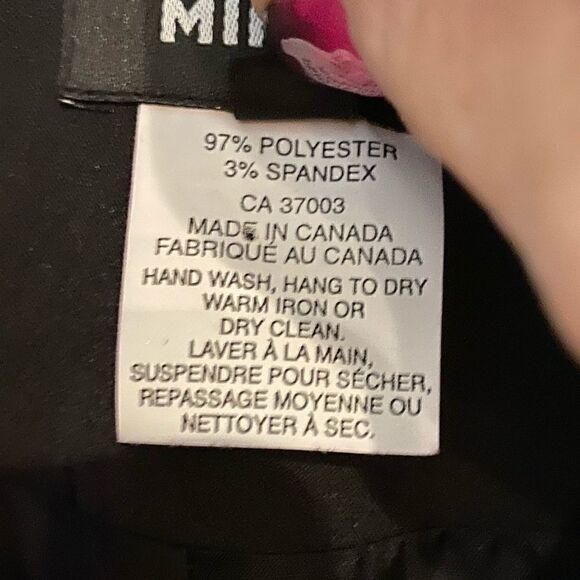 97% POLYESTER
3% SPANDEX
CA 37003
MADE IN CANADA
FABRIQUÉ AU CANADA
HAND WASH, HANG TO DRY
WARM IRON OR
DRY CLEAN.
LAVER À LA MAIN,
SUSPENDRE POUR SÉCHER,
REPASSAGE MOYENNE OU
NETTOYER À SEC.